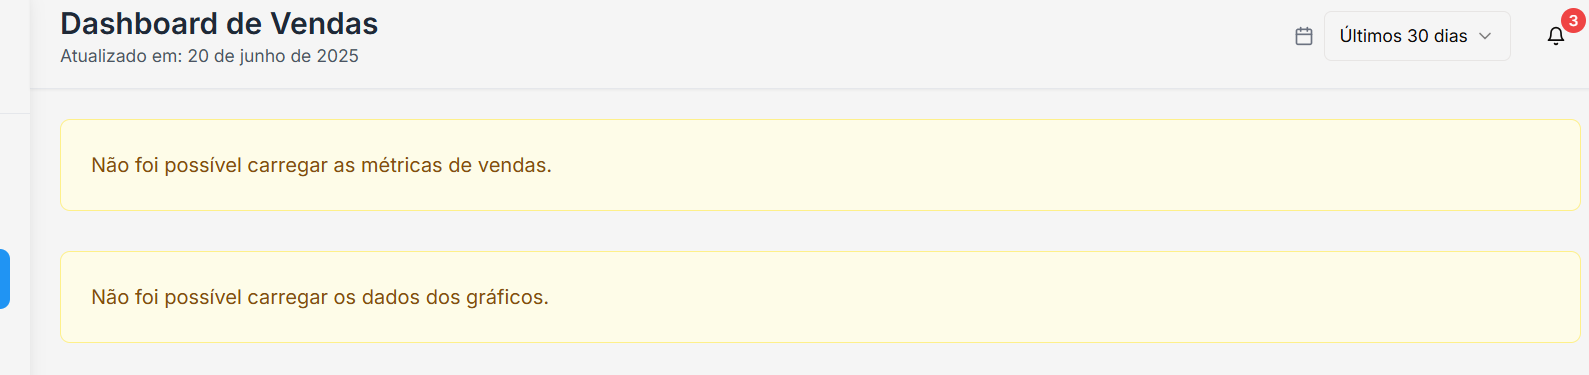 Dashboard de Vendas
Atualizado em: 20 de junho de 2025
Últimos 30 dias
3
Não foi possível carregar as métricas de vendas.
Não foi possível carregar os dados dos gráficos.